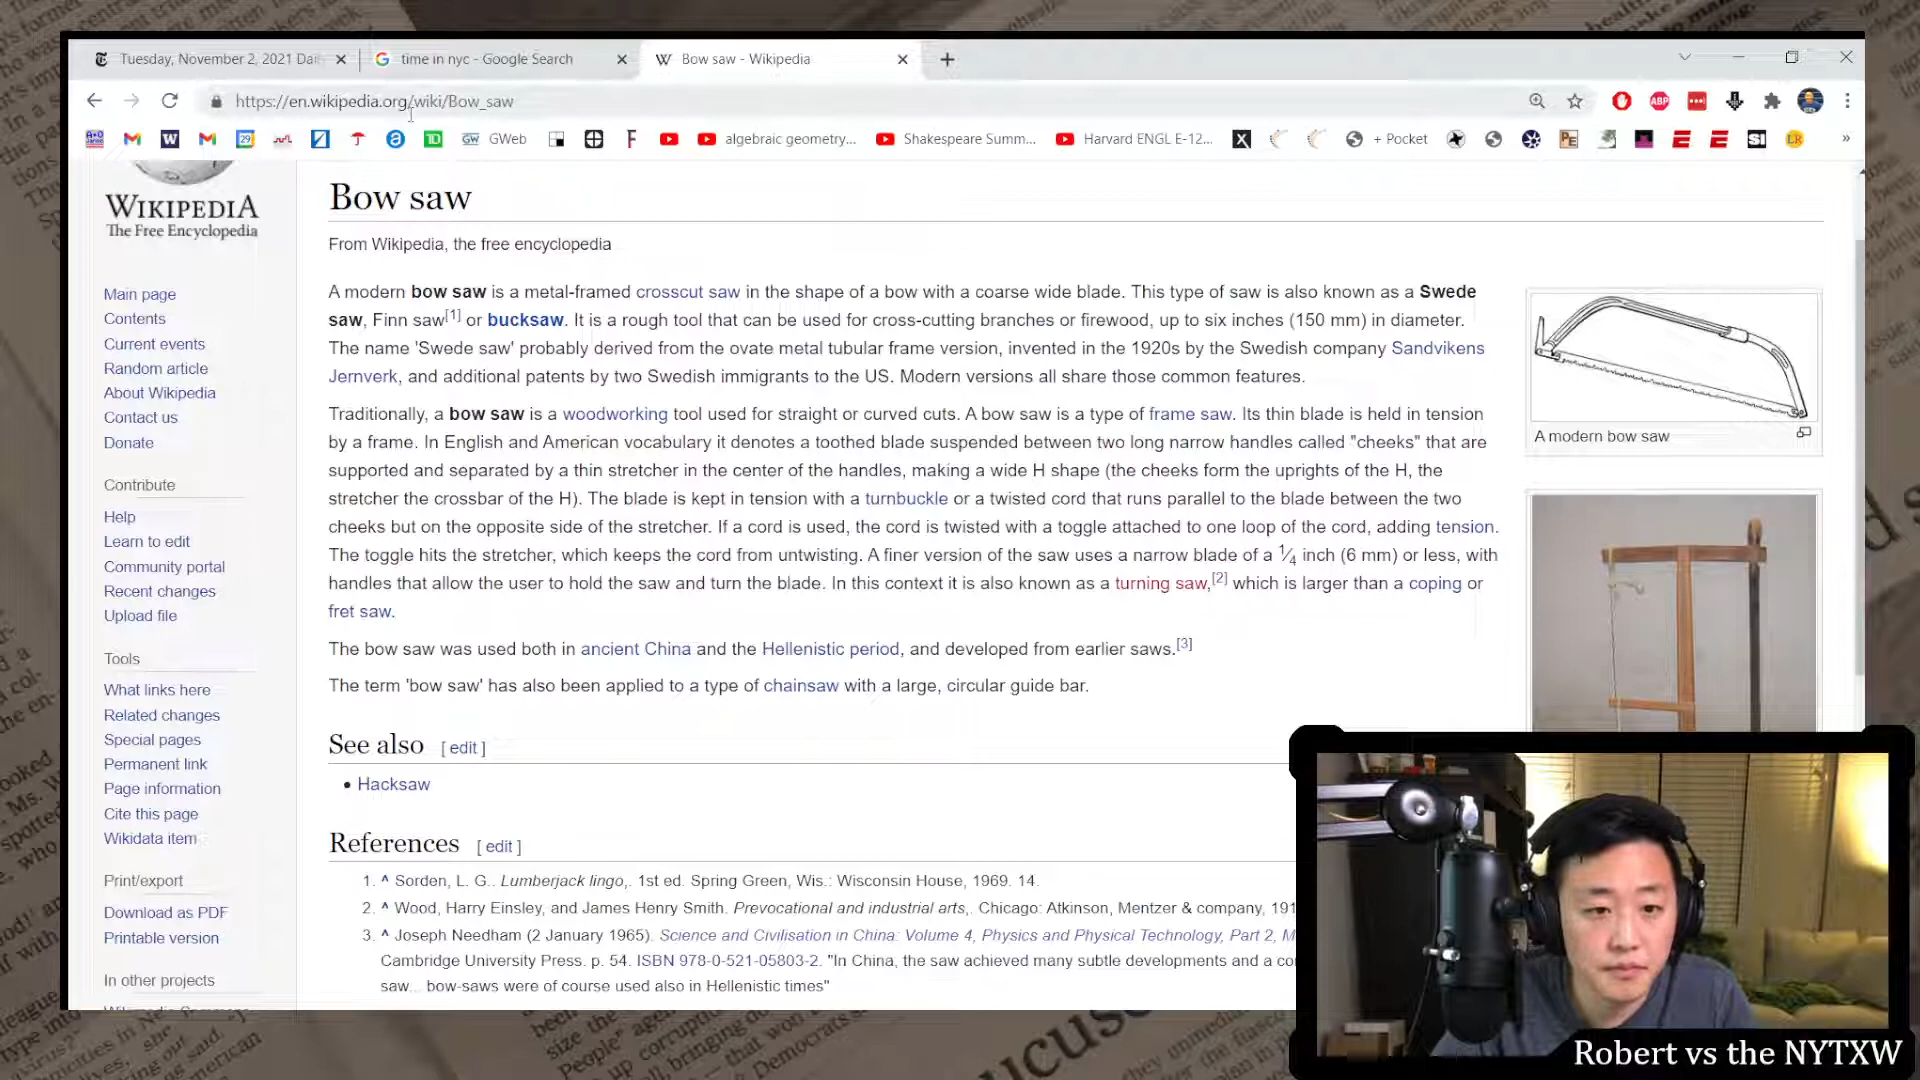 Tuesday, November 2, 2021 Dail
time in nyc - Google Search
Bow saw - Wikipedia
https://en.wikipedia.org/wiki/Bow_saw
GWeb
algebraic geometry...
Shakespeare Summ...
Harvard ENGL E-12...
+ Pocket
WIKIPEDIA
The Free Encyclopedia
Main page
Contents
Current events
Random article
About Wikipedia
Contact us
Donate
Contribute
Help
Learn to edit
Community portal
Recent changes
Upload file
Tools
What links here
Related changes
Special pages
Permanent link
Page information
Cite this page
Wikidata item
Print/export
Download as PDF
Printable version
In other projects
Bow saw
From Wikipedia, the free encyclopedia
A modern bow saw is a metal-framed crosscut saw in the shape of a bow with a coarse wide blade. This type of saw is also known as a Swede
saw, Finn saw[1] or bucksaw. It is a rough tool that can be used for cross-cutting branches or firewood, up to six inches (150 mm) in diameter.
The name 'Swede saw' probably derived from the ovate metal tubular frame version, invented in the 1920s by the Swedish company Sandvikens
Jernverk, and additional patents by two Swedish immigrants to the US. Modern versions all share those common features.
Traditionally, a bow saw is a woodworking tool used for straight or curved cuts. A bow saw is a type of frame saw. Its thin blade is held in tension
by a frame. In English and American vocabulary it denotes a toothed blade suspended between two long narrow handles called "cheeks" that are
supported and separated by a thin stretcher in the center of the handles, making a wide H shape (the cheeks form the uprights of the H, the
stretcher the crossbar of the H). The blade is kept in tension with a turnbuckle or a twisted cord that runs parallel to the blade between the two
cheeks but on the opposite side of the stretcher. If a cord is used, the cord is twisted with a toggle attached to one loop of the cord, adding tension.
The toggle hits the stretcher, which keeps the cord from untwisting. A finer version of the saw uses a narrow blade of a 1⁄4 inch (6 mm) or less, with
handles that allow the user to hold the saw and turn the blade. In this context it is also known as a turning saw,[2] which is larger than a coping or
fret saw.
The bow saw was used both in ancient China and the Hellenistic period, and developed from earlier saws.[3]
The term 'bow saw' has also been applied to a type of chainsaw with a large, circular guide bar.
A modern bow saw
See also [ edit ]
• Hacksaw
References [ edit ]
1. ^ Sorden, L. G.. Lumberjack lingo,. 1st ed. Spring Green, Wis.: Wisconsin House, 1969. 14.
2. ^ Wood, Harry Einsley, and James Henry Smith. Prevocational and industrial arts,. Chicago: Atkinson, Mentzer & company, 191
3. ^ Joseph Needham (2 January 1965). Science and Civilisation in China: Volume 4, Physics and Physical Technology, Part 2, M
Cambridge University Press. p. 54. ISBN 978-0-521-05803-2. "In China, the saw achieved many subtle developments and a co
saw... bow-saws were of course used also in Hellenistic times"
Robert vs the NYTXW